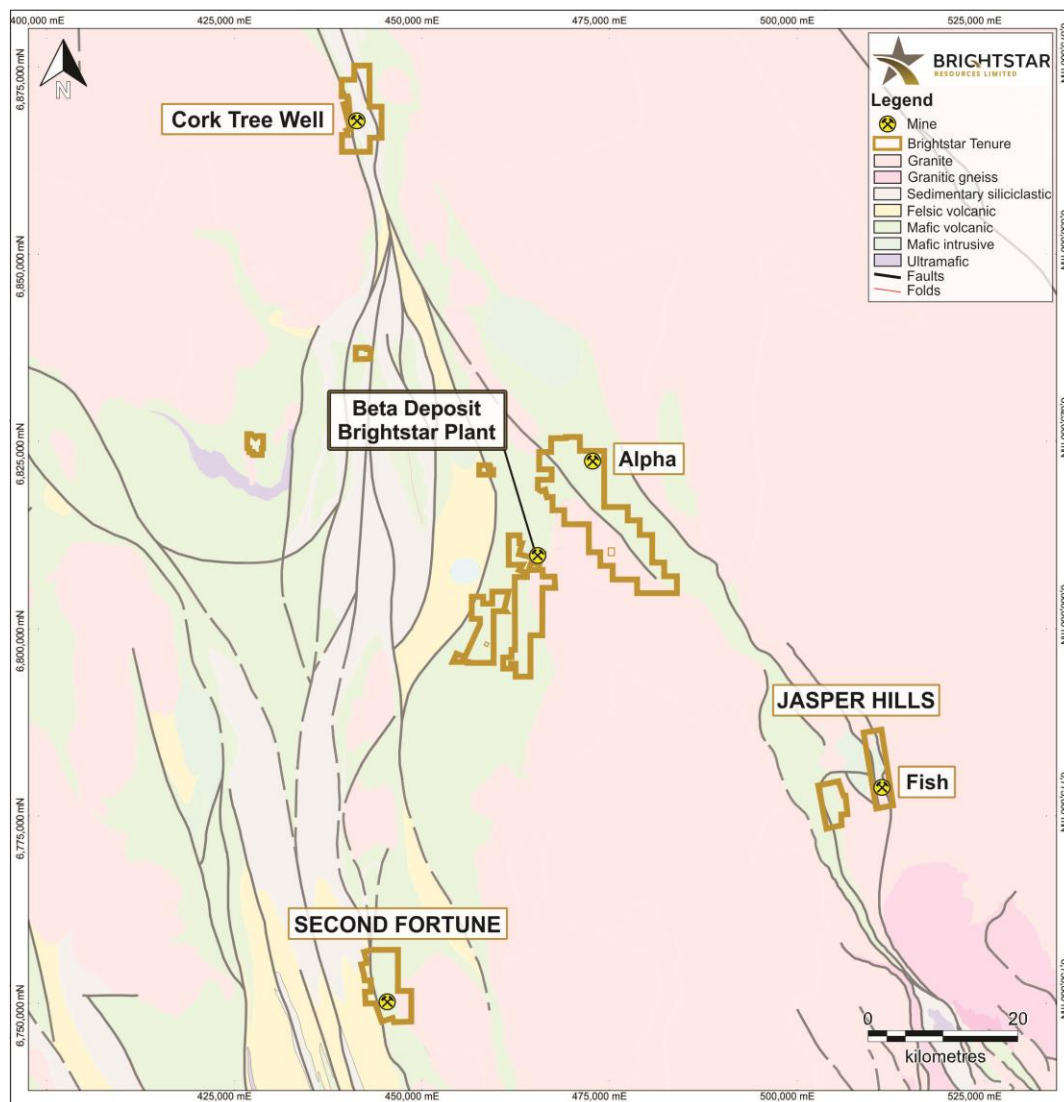 400,000 mE
425,000 mE
450,000 mE
475,000 mE
500,000 mE
525,000 mE
6,875,000 mN
6,850,000 mN
6,825,000 mN
6,800,000 mN
6,775,000 mN
6,750,000 mN
N
BRIGHTSTAR
RESOURCES LIMITED
Legend
Mine
Brightstar Tenure
Granite
Granitic gneiss
Sedimentary siliciclastic
Felsic volcanic
Mafic volcanic
Mafic intrusive
Ultramafic
Faults
Folds
Cork Tree Well
Beta Deposit
Brightstar Plant
Alpha
JASPER HILLS
Fish
SECOND FORTUNE
0 20
kilometres
425,000 mE
450,000 mE
475,000 mE
500,000 mE
525,000 mE